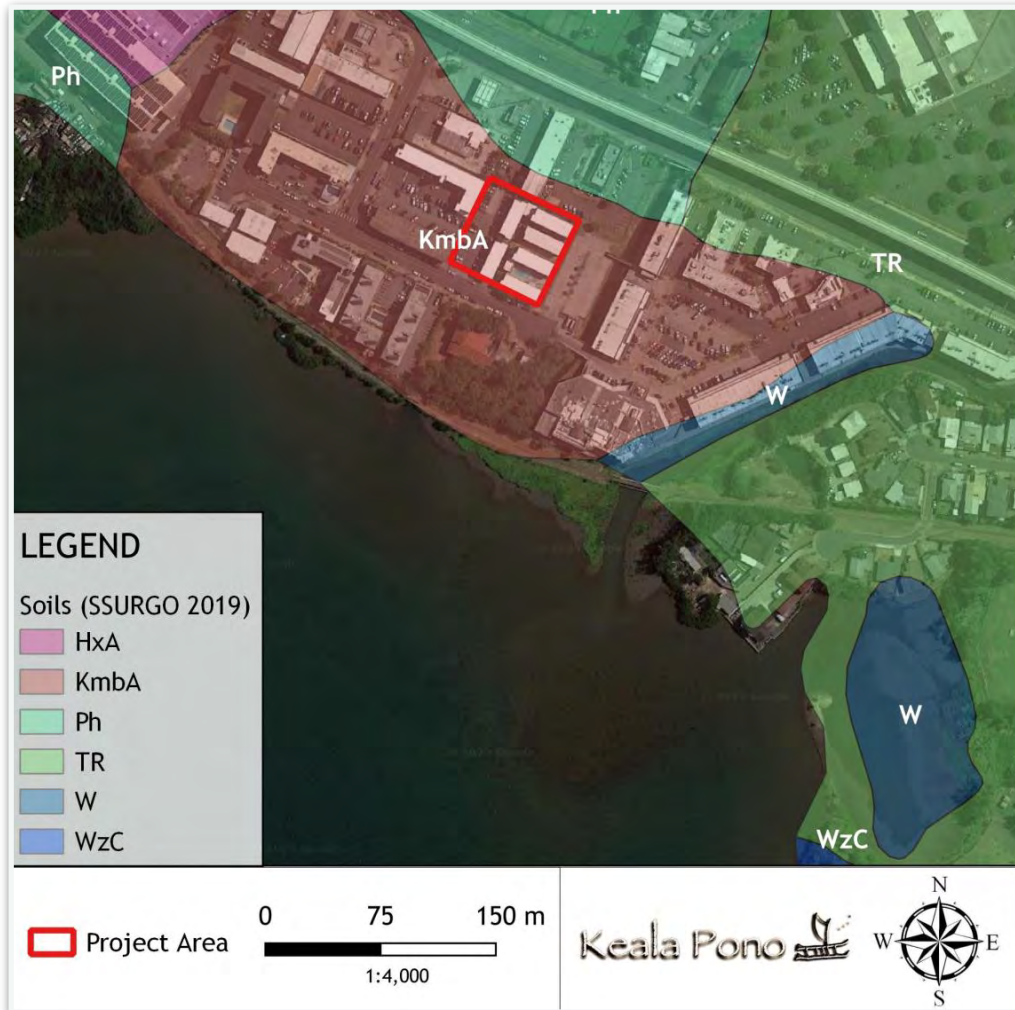 Ph
Ph
KmbA
TR
W
W
WzC
LEGEND
Soils (SSURGO 2019)
HxA
KmbA
Ph
TR
W
WzC
Project Area
0 75 150 m
1:4,000
Keala Pono
N
W E
S